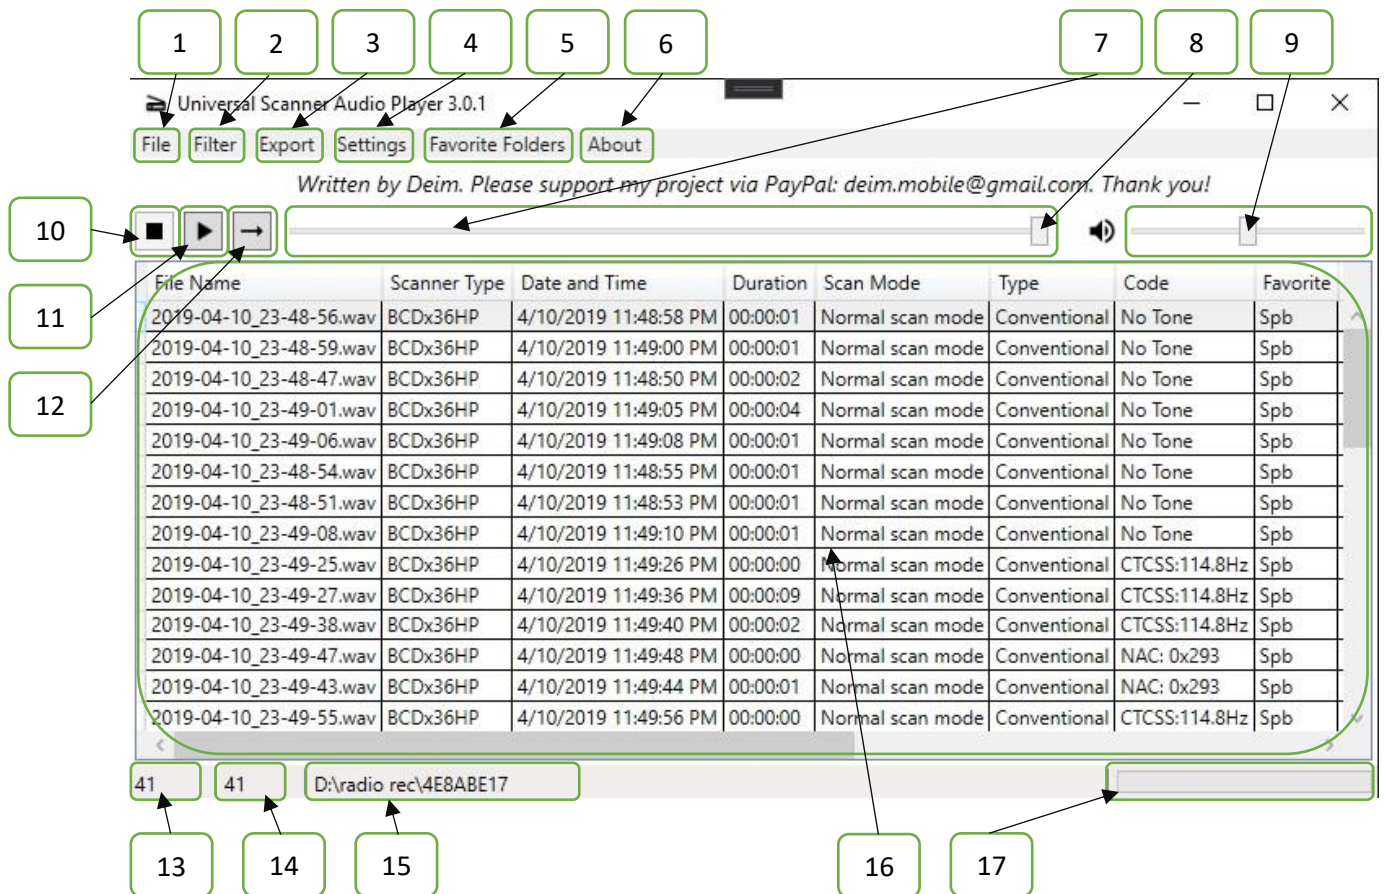 1 2 3 4 5 6 7 8 9
Universal Scanner Audio Player 3.0.1
File Filter Export Settings Favorite Folders About
Written by Deim. Please support my project via PayPal: deim.mobile@gmail.com. Thank you!
10
11
12
File Name Scanner Type Date and Time Duration Scan Mode Type Code Favorite
2019-04-10_23-48-56.wav BCDx36HP 4/10/2019 11:48:58 PM 00:00:01 Normal scan mode Conventional No Tone Spb
2019-04-10_23-48-59.wav BCDx36HP 4/10/2019 11:49:00 PM 00:00:01 Normal scan mode Conventional No Tone Spb
2019-04-10_23-48-47.wav BCDx36HP 4/10/2019 11:48:50 PM 00:00:02 Normal scan mode Conventional No Tone Spb
2019-04-10_23-49-01.wav BCDx36HP 4/10/2019 11:49:05 PM 00:00:04 Normal scan mode Conventional No Tone Spb
2019-04-10_23-49-06.wav BCDx36HP 4/10/2019 11:49:08 PM 00:00:01 Normal scan mode Conventional No Tone Spb
2019-04-10_23-48-54.wav BCDx36HP 4/10/2019 11:48:55 PM 00:00:01 Normal scan mode Conventional No Tone Spb
2019-04-10_23-48-51.wav BCDx36HP 4/10/2019 11:48:53 PM 00:00:01 Normal scan mode Conventional No Tone Spb
2019-04-10_23-49-08.wav BCDx36HP 4/10/2019 11:49:10 PM 00:00:01 Normal scan mode Conventional No Tone Spb
2019-04-10_23-49-25.wav BCDx36HP 4/10/2019 11:49:26 PM 00:00:00 Normal scan mode Conventional CTCSS:114.8Hz Spb
2019-04-10_23-49-27.wav BCDx36HP 4/10/2019 11:49:36 PM 00:00:09 Normal scan mode Conventional CTCSS:114.8Hz Spb
2019-04-10_23-49-38.wav BCDx36HP 4/10/2019 11:49:40 PM 00:00:02 Normal scan mode Conventional CTCSS:114.8Hz Spb
2019-04-10_23-49-47.wav BCDx36HP 4/10/2019 11:49:48 PM 00:00:00 Normal scan mode Conventional NAC: 0x293 Spb
2019-04-10_23-49-43.wav BCDx36HP 4/10/2019 11:49:44 PM 00:00:01 Normal scan mode Conventional NAC: 0x293 Spb
2019-04-10_23-49-55.wav BCDx36HP 4/10/2019 11:49:56 PM 00:00:00 Normal scan mode Conventional CTCSS:114.8Hz Spb
41 41 D:\radio rec\4E8ABE17
13 14 15 16 17